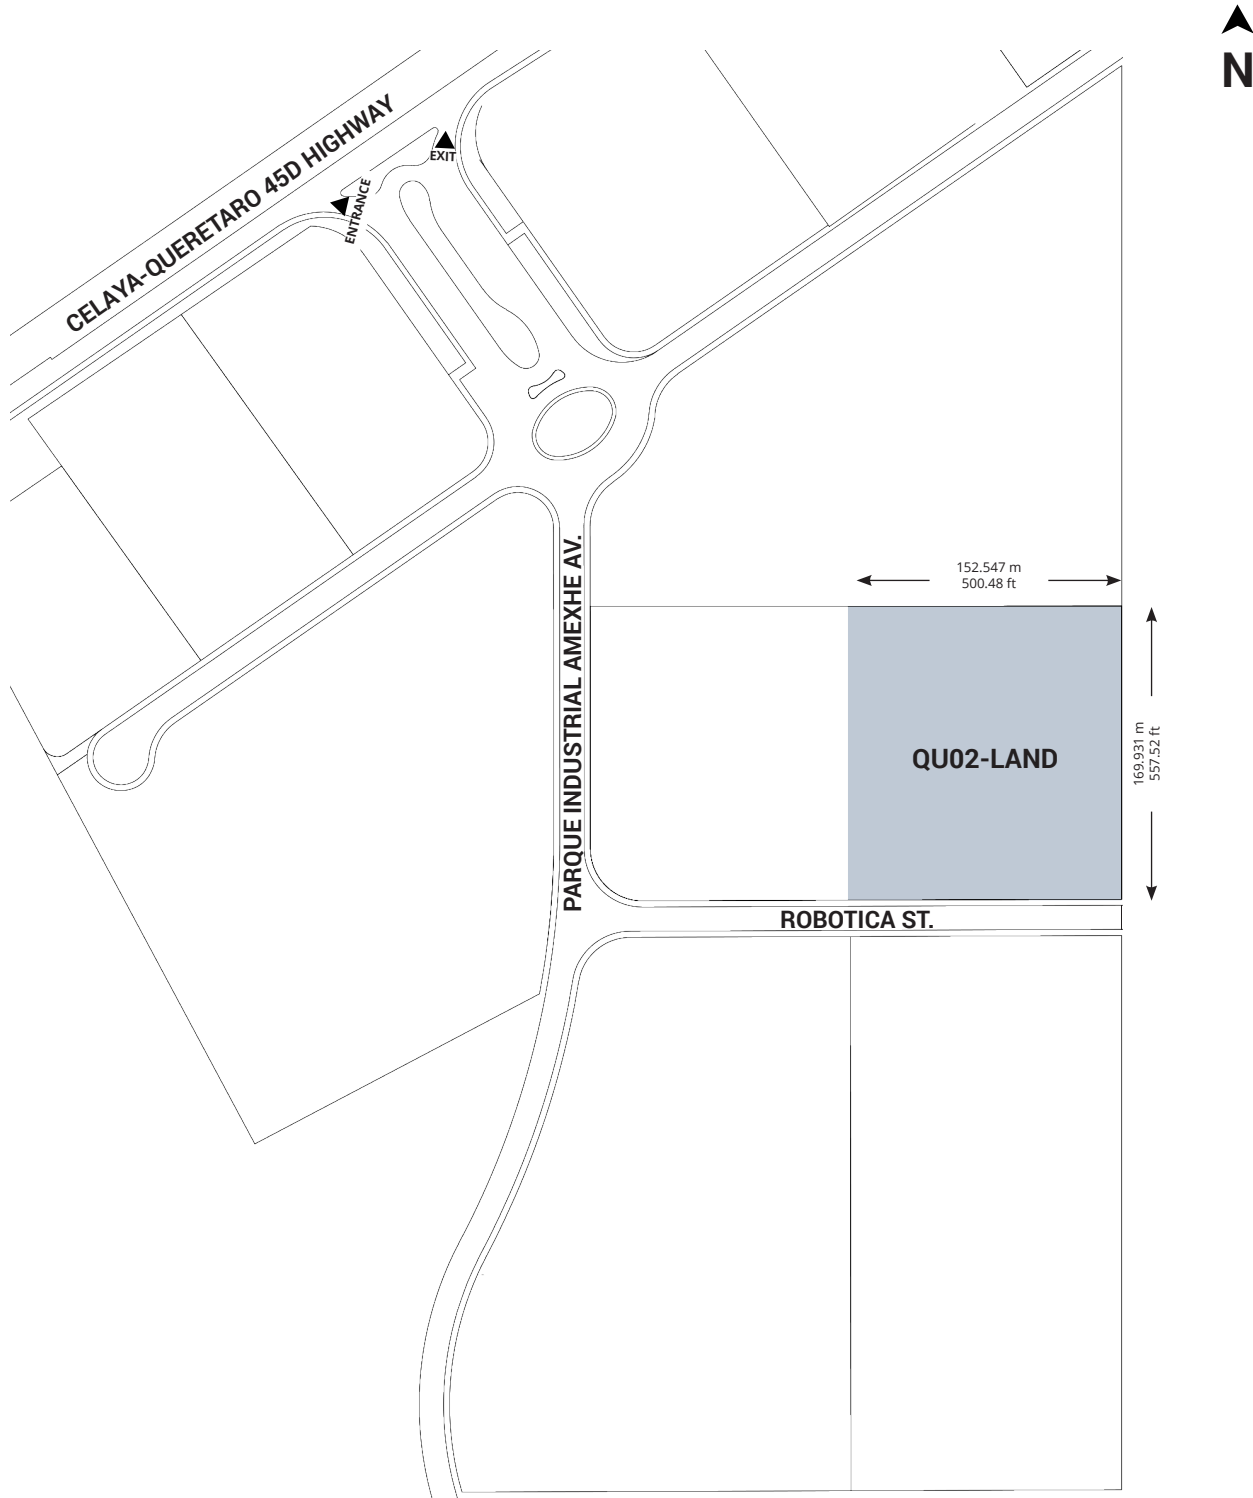 N
CELAYA-QUERETARO 45D HIGHWAY
EXIT
ENTRANCE
PARQUE INDUSTRIAL AMEXHE AV.
152.547 m
500.48 ft
169.931 m
557.52 ft
QU02-LAND
ROBOTICA ST.